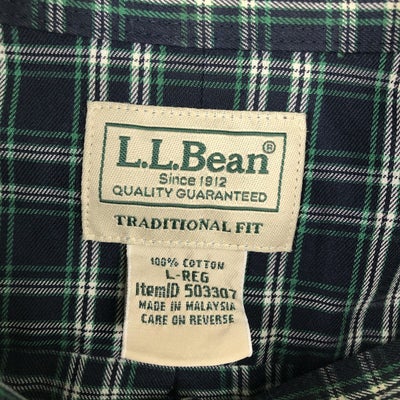 L.L.Bean®
Since 1912
QUALITY GUARANTEED
TRADITIONAL FIT
100% COTTON
L-REG
ItemID 503307
MADE IN MALAYSIA
CARE ON REVERSE